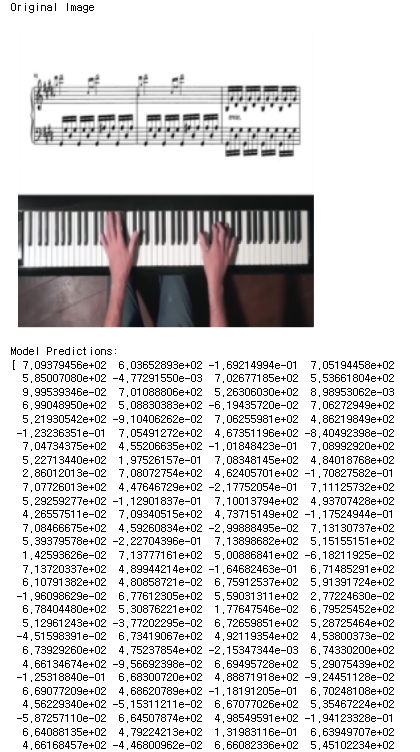 Original Image
Model Predictions:
[ 7.09379456e+02 6.03652893e+02 -1.69214994e-01 7.05194458e+02
5.85007080e+02 -4.77291550e-03 7.02677185e+02 5.53661804e+02
9.99539346e-02 7.01088806e+02 5.26306030e+02 8.98953062e-03
6.99048950e+02 5.08830383e+02 -6.19435720e-02 7.06272949e+02
5.21930542e+02 -9.10406262e-02 7.06255981e+02 4.86219849e+02
-1.23236351e-01 7.05491272e+02 4.67351196e+02 -8.40492398e-02
7.04734375e+02 4.55206635e+02 -1.01848423e-01 7.08992920e+02
5.22713440e+02 1.97526157e-01 7.08348145e+02 4.84018768e+02
2.86012013e-02 7.08072754e+02 4.62405701e+02 -1.70827582e-01
7.07726013e+02 4.47646729e+02 -2.17752054e-01 7.11125732e+02
5.29259277e+02 -1.12901837e-01 7.10013794e+02 4.93707428e+02
4.26557511e-02 7.09340515e+02 4.73715149e+02 -1.17524944e-01
7.08466675e+02 4.59260834e+02 -2.99888495e-02 7.13130737e+02
5.39379578e+02 -2.22704396e-01 7.13898682e+02 5.15155151e+02
1.42593626e-02 7.13777161e+02 5.00886841e+02 -6.18211925e-02
7.13720337e+02 4.89944214e+02 -1.64682463e-01 6.71485291e+02
6.10791382e+02 4.80858721e-02 6.75912537e+02 5.91391724e+02
-1.96098629e-02 6.77612305e+02 5.59031311e+02 2.77224630e-02
6.78404480e+02 5.30876221e+02 1.77647546e-02 6.79525452e+02
5.12961243e+02 -3.77202295e-02 6.72659851e+02 5.28725464e+02
-4.51598391e-02 6.73419067e+02 4.92119354e+02 4.53800373e-02
6.73929260e+02 4.75237854e+02 -2.15347344e-03 6.74330200e+02
4.66134674e+02 -9.56692398e-02 6.69495728e+02 5.29075439e+02
-1.25318840e-01 6.68300720e+02 4.88871918e+02 -9.24451128e-02
6.69077209e+02 4.68620789e+02 -1.18191205e-01 6.70248108e+02
4.56229340e+02 -5.15311211e-02 6.67077026e+02 5.35467224e+02
-5.87257110e-02 6.64507874e+02 4.98549591e+02 -1.94123328e-01
6.64088135e+02 4.79224213e+02 1.31983116e-01 6.63949707e+02
4.66168457e+02 -4.46800962e-02 6.66082336e+02 5.45102234e+02